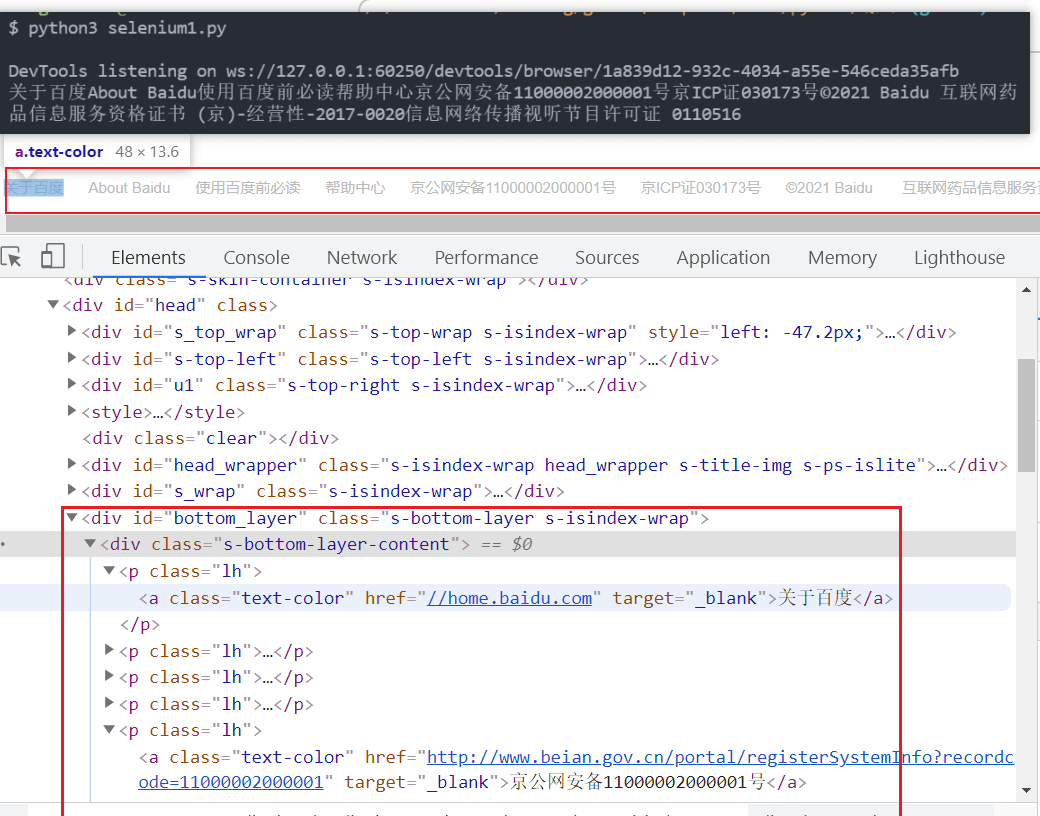 $ python3 selenium1.py
DevTools listening on ws://127.0.0.1:60250/devtools/browser/1a839d12-932c-4034-a55e-546ceda35afb
关于百度About Baidu使用百度前必读帮助中心京公网安备11000002000001号京ICP证030173号©2021 Baidu 互联网药
品信息服务资格证书 (京)-经营性-2017-0020信息网络传播视听节目许可证 0110516
a.text-color 48 × 13.6
关于百度 About Baidu 使用百度前必读 帮助中心 京公网安备11000002000001号 京ICP证030173号 ©2021 Baidu 互联网药品信息服务
Elements Console Network Performance Sources Application Memory Lighthouse
<div class="s-skin-container s-isindex-wrap"></div>
▼<div id="head" class>
▶<div id="s_top_wrap" class="s-top-wrap s-isindex-wrap" style="left: -47.2px;">…</div>
▶<div id="s-top-left" class="s-top-left s-isindex-wrap">…</div>
▶<div id="u1" class="s-top-right s-isindex-wrap">…</div>
▶<style>…</style>
<div class="clear"></div>
▶<div id="head_wrapper" class="s-isindex-wrap head_wrapper s-title-img s-ps-islite">…</div>
▶<div id="s_wrap" class="s-isindex-wrap">…</div>
▼<div id="bottom_layer" class="s-bottom-layer s-isindex-wrap">
▼<div class="s-bottom-layer-content"> == $0
▼<p class="lh">
<a class="text-color" href="//home.baidu.com" target="_blank">关于百度</a>
</p>
▶<p class="lh">…</p>
▶<p class="lh">…</p>
▶<p class="lh">…</p>
▼<p class="lh">
<a class="text-color" href="http://www.beian.gov.cn/portal/registerSystemInfo?recordc
ode=11000002000001" target="_blank">京公网安备11000002000001号</a>